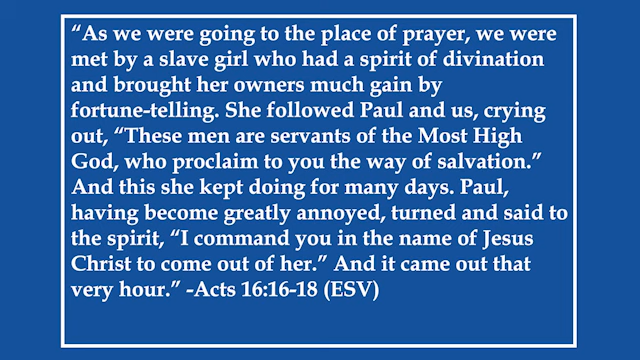 “As we were going to the place of prayer, we were
met by a slave girl who had a spirit of divination
and brought her owners much gain by
fortune-telling. She followed Paul and us, crying
out, “These men are servants of the Most High
God, who proclaim to you the way of salvation.”
And this she kept doing for many days. Paul,
having become greatly annoyed, turned and said to
the spirit, “I command you in the name of Jesus
Christ to come out of her.” And it came out that
very hour.” -Acts 16:16-18 (ESV)